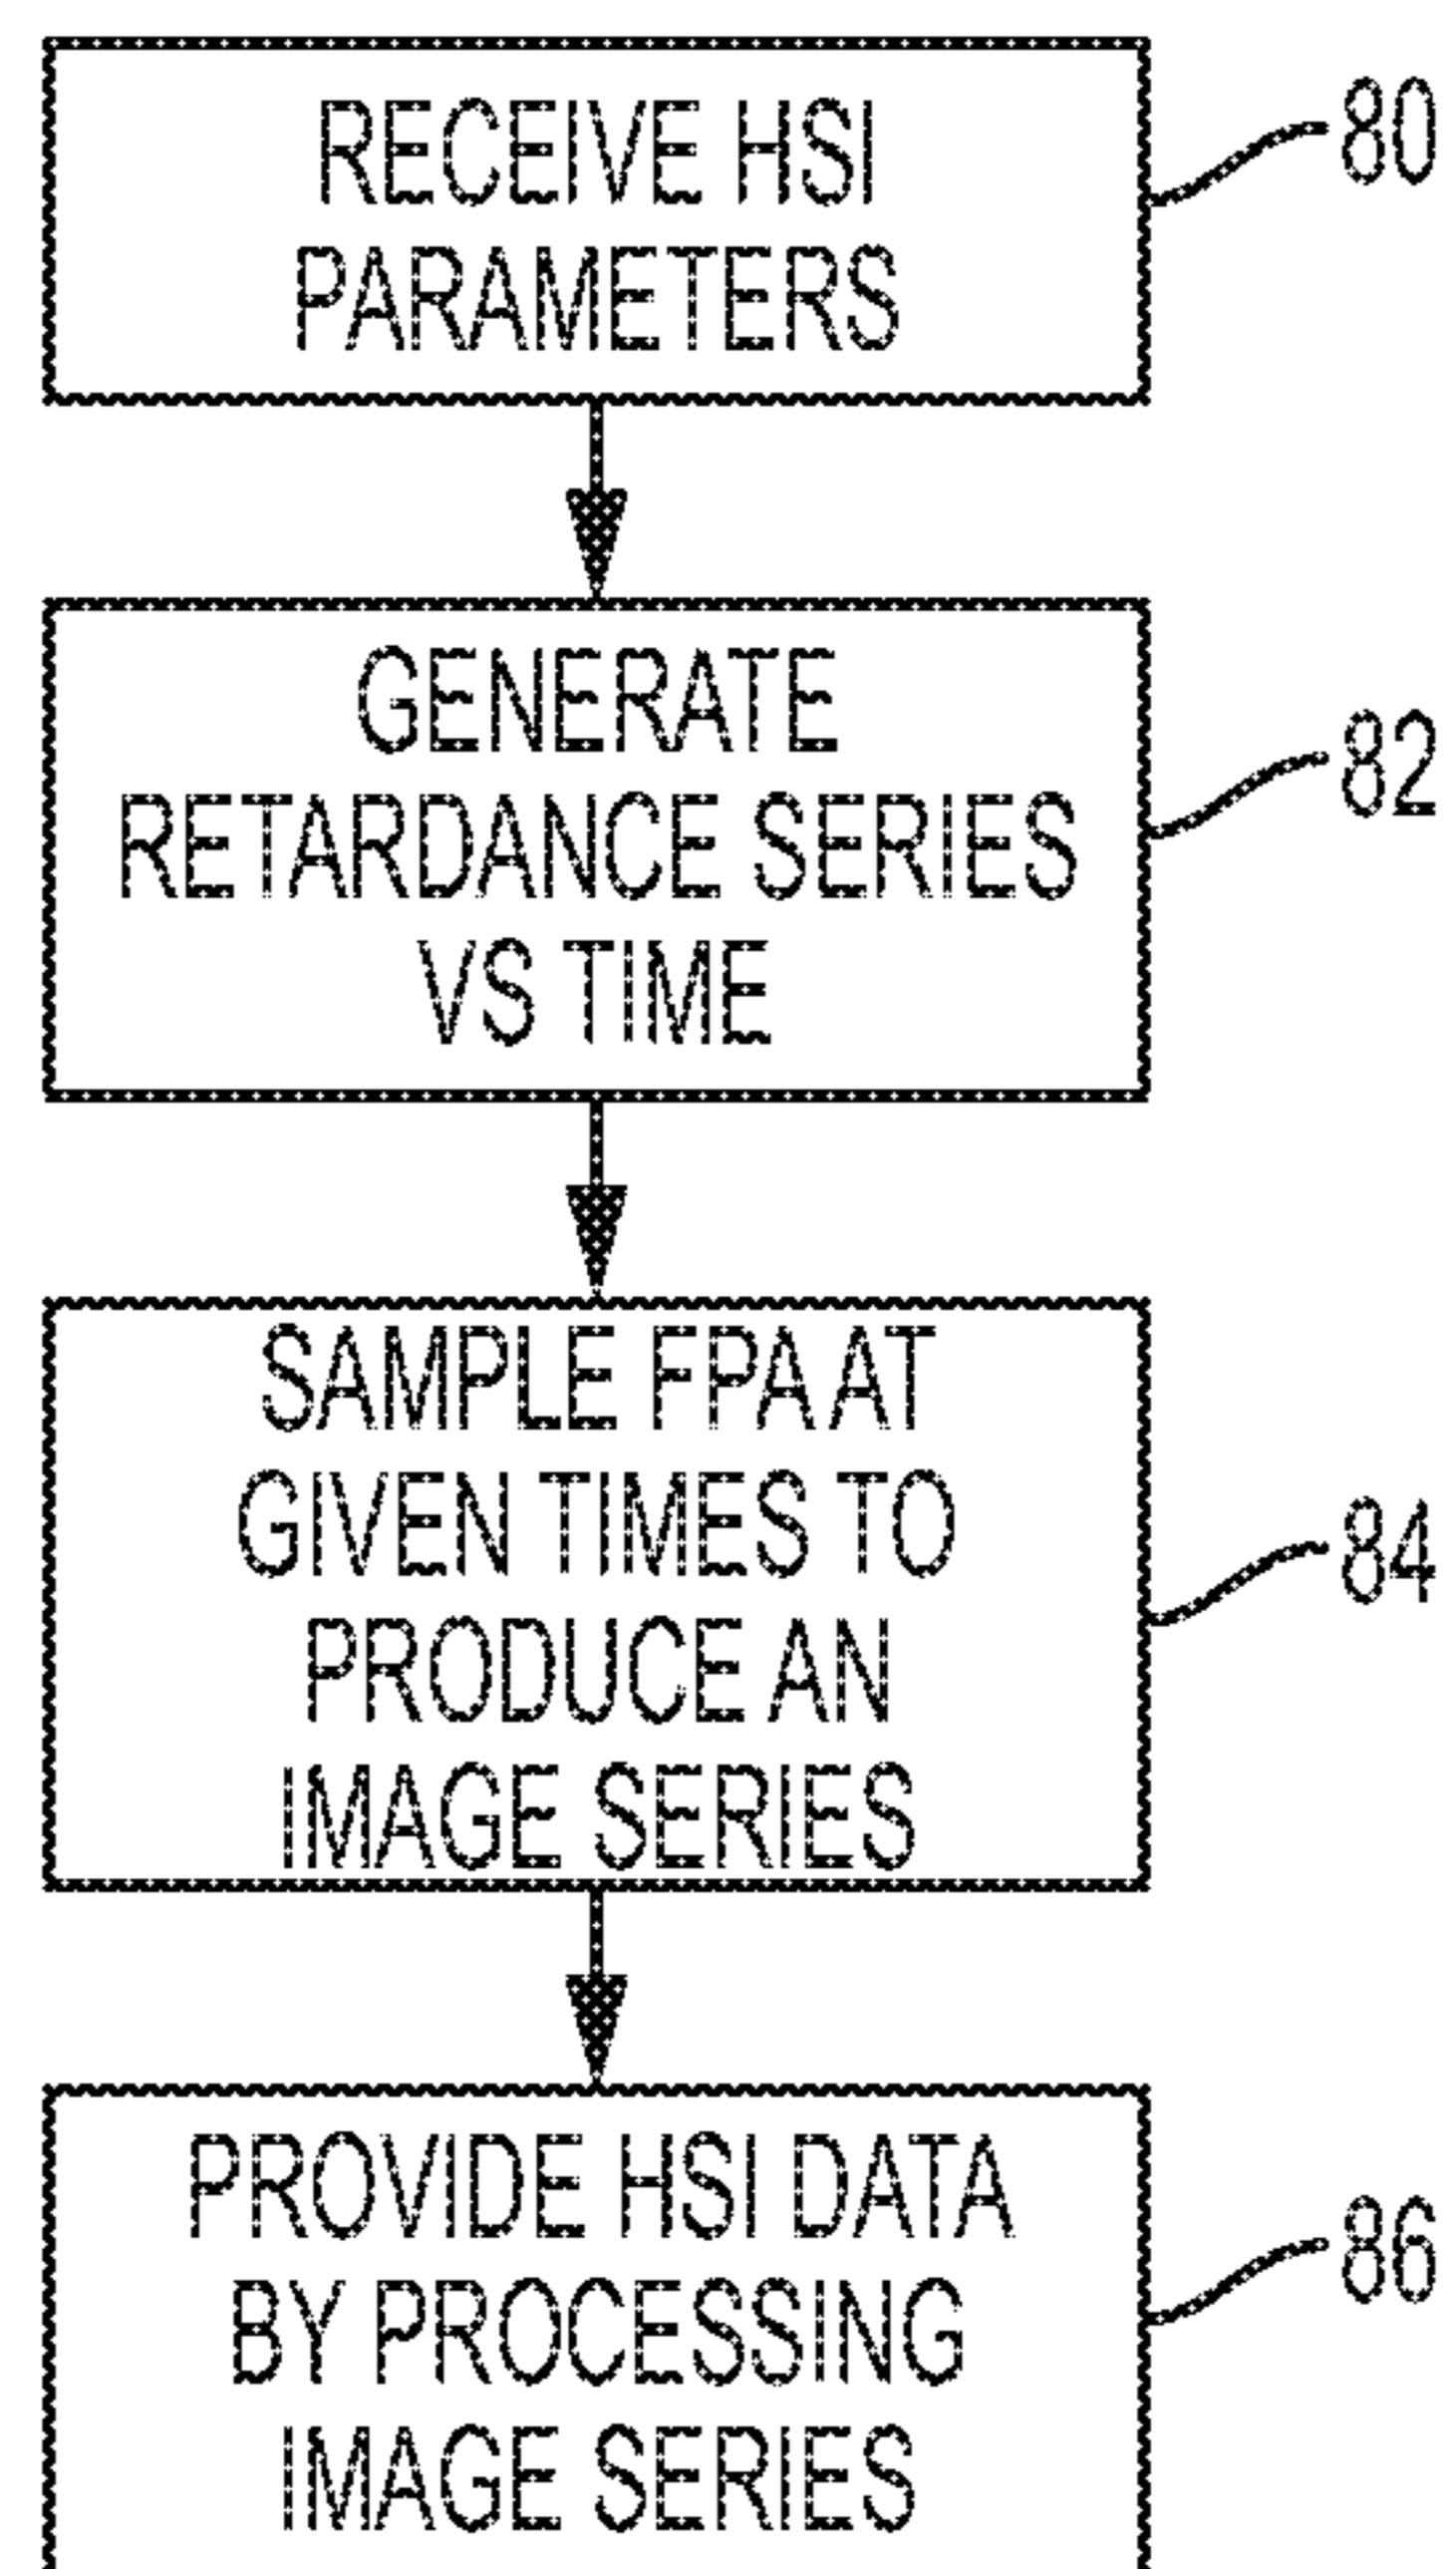 RECEIVE HSI
PARAMETERS
80
GENERATE
RETARDANCE SERIES
VS TIME
82
SAMPLE FPA AT
GIVEN TIMES TO
PRODUCE AN
IMAGE SERIES
84
PROVIDE HSI DATA
BY PROCESSING
IMAGE SERIES
86